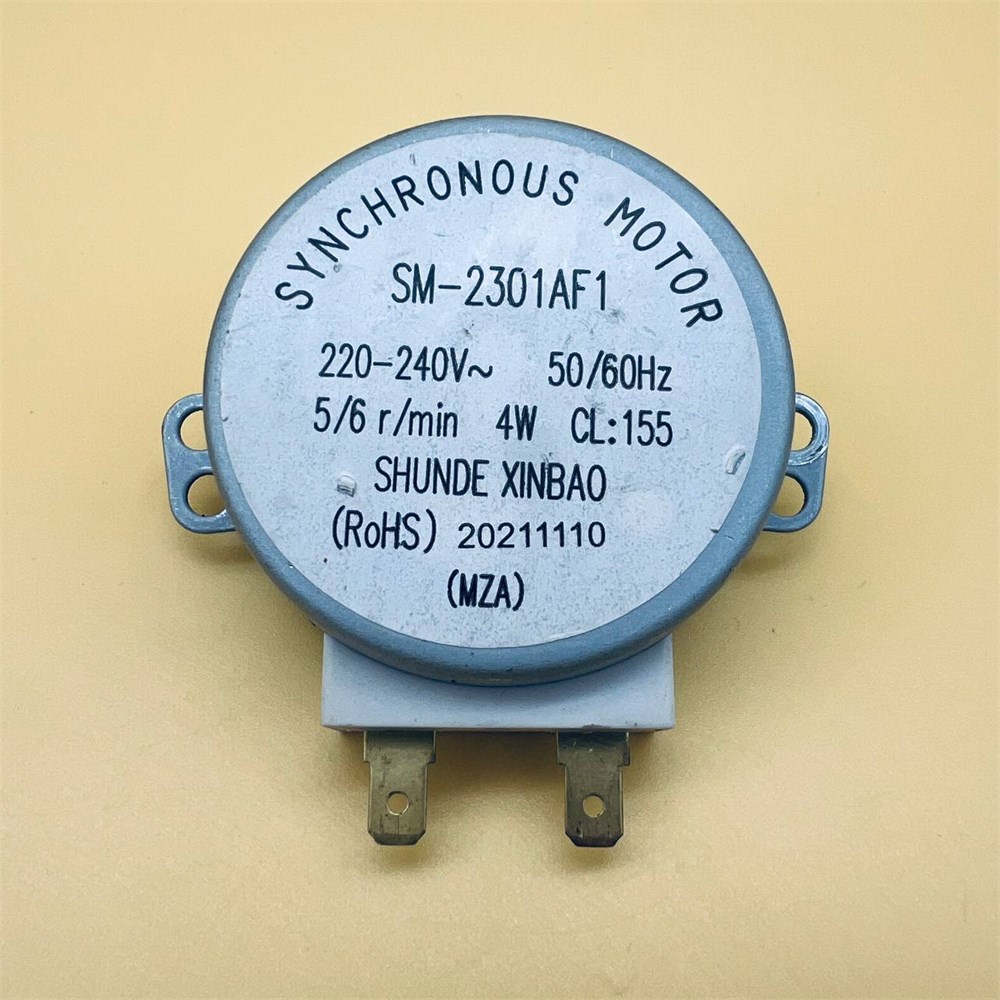 SYNCHRONOUS MOTOR
SM-2301AF1
220-240V~ 50/60Hz
5/6 r/min 4W CL:155
SHUNDE XINBAO
(RoHS) 20211110
(MZA)